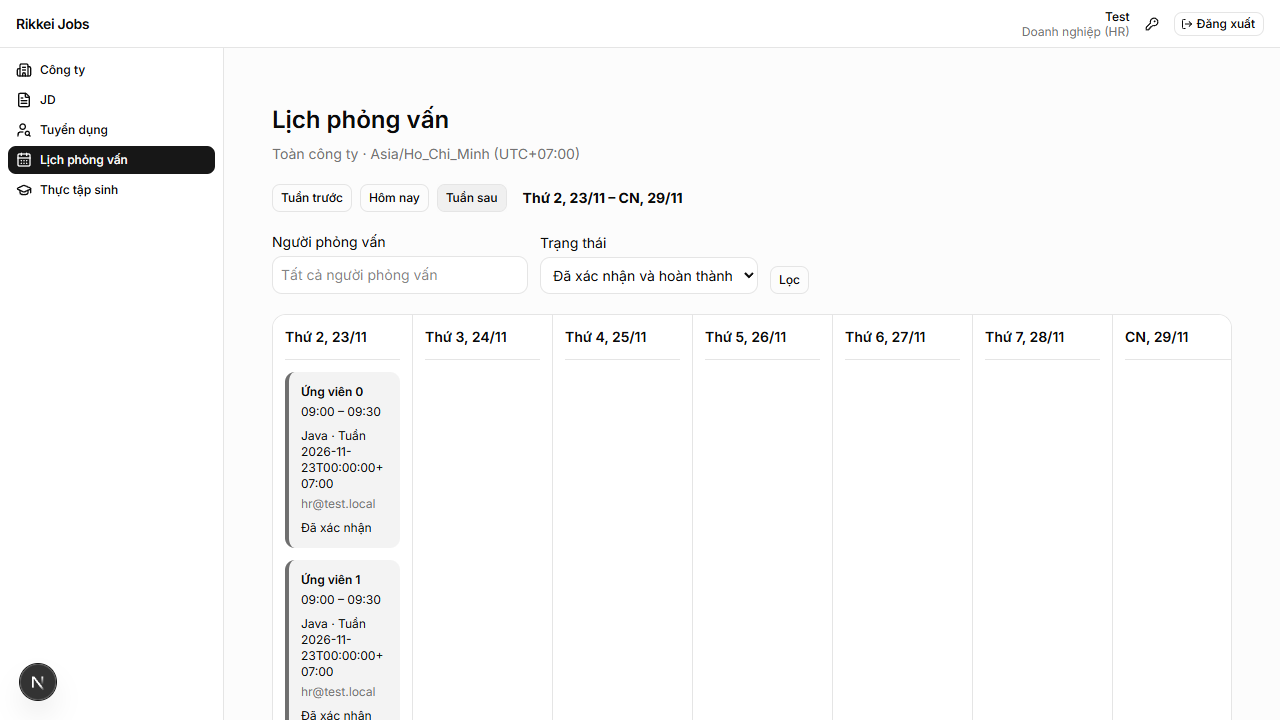 Rikkei Jobs
Test
Doanh nghiệp (HR)
Đăng xuất
Công ty
JD
Tuyển dụng
Lịch phỏng vấn
Thực tập sinh
Lịch phỏng vấn
Toàn công ty · Asia/Ho_Chi_Minh (UTC+07:00)
Tuần trước
Hôm nay
Tuần sau
Thứ 2, 23/11 – CN, 29/11
Người phỏng vấn
Trạng thái
Tất cả người phỏng vấn
Đã xác nhận và hoàn thành
Lọc
Thứ 2, 23/11
Thứ 3, 24/11
Thứ 4, 25/11
Thứ 5, 26/11
Thứ 6, 27/11
Thứ 7, 28/11
CN, 29/11
Ứng viên 0
09:00 – 09:30
Java · Tuần
2026-11-
23T00:00:00+
07:00
hr@test.local
Đã xác nhận
Ứng viên 1
09:00 – 09:30
Java · Tuần
2026-11-
23T00:00:00+
07:00
hr@test.local
Đã xác nhận
N